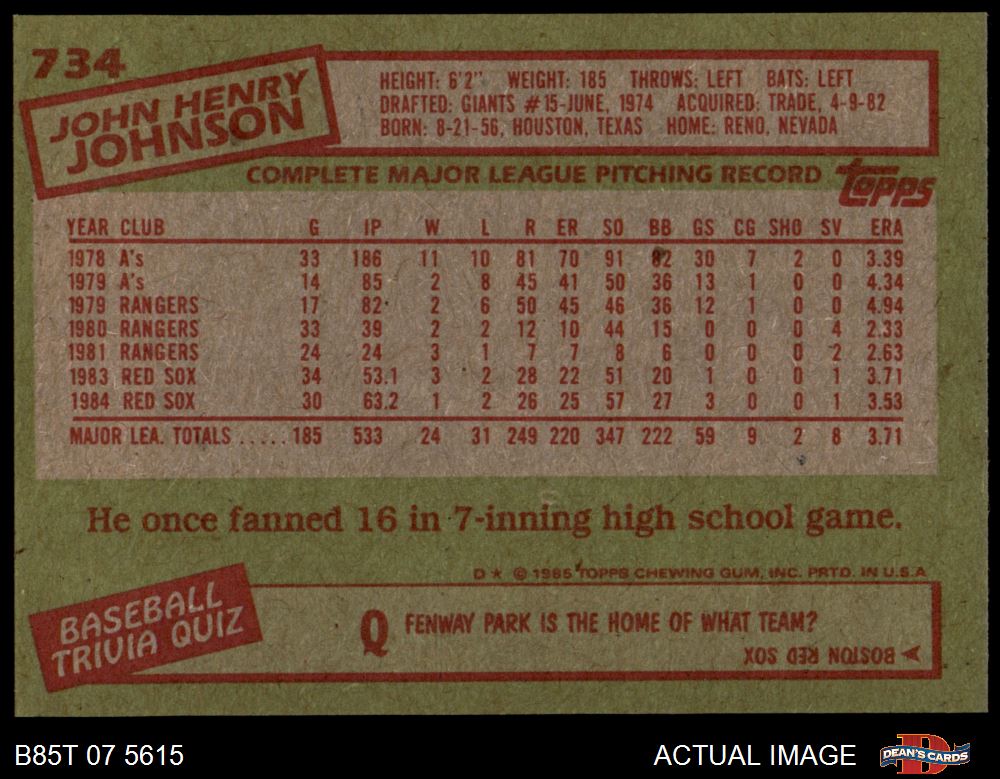 734
JOHN HENRY
JOHNSON
HEIGHT: 6'2" WEIGHT: 185 THROWS: LEFT BATS: LEFT
DRAFTED: GIANTS #15-JUNE, 1974 ACQUIRED: TRADE, 4-9-82
BORN: 8-21-56, HOUSTON, TEXAS HOME: RENO, NEVADA
COMPLETE MAJOR LEAGUE PITCHING RECORD
topps
YEAR CLUB G IP W L R ER SO BB GS CG SHO SV ERA
1978 A's 33 186 11 10 81 70 91 82 30 7 2 0 3.39
1979 A's 14 85 2 8 45 41 50 36 13 1 0 0 4.34
1979 RANGERS 17 82 2 6 50 45 46 36 12 1 0 0 4.94
1980 RANGERS 33 39 2 2 12 10 44 15 0 0 0 4 2.33
1981 RANGERS 24 24 3 1 7 7 8 6 0 0 0 2 2.63
1983 RED SOX 34 53.1 3 2 28 22 51 20 1 0 0 1 3.71
1984 RED SOX 30 63.2 1 2 26 25 57 27 3 0 0 1 3.53
MAJOR LEA. TOTALS ..... 185 533 24 31 249 220 347 222 59 9 2 8 3.71
He once fanned 16 in 7-inning high school game.
D★ © 1985 TOPPS CHEWING GUM, INC. PRTD. IN U.S.A
BASEBALL
TRIVIA QUIZ
Q FENWAY PARK IS THE HOME OF WHAT TEAM?
A BOSTON RED SOX
B85T 07 5615
ACTUAL IMAGE
D
DEAN'S CARDS